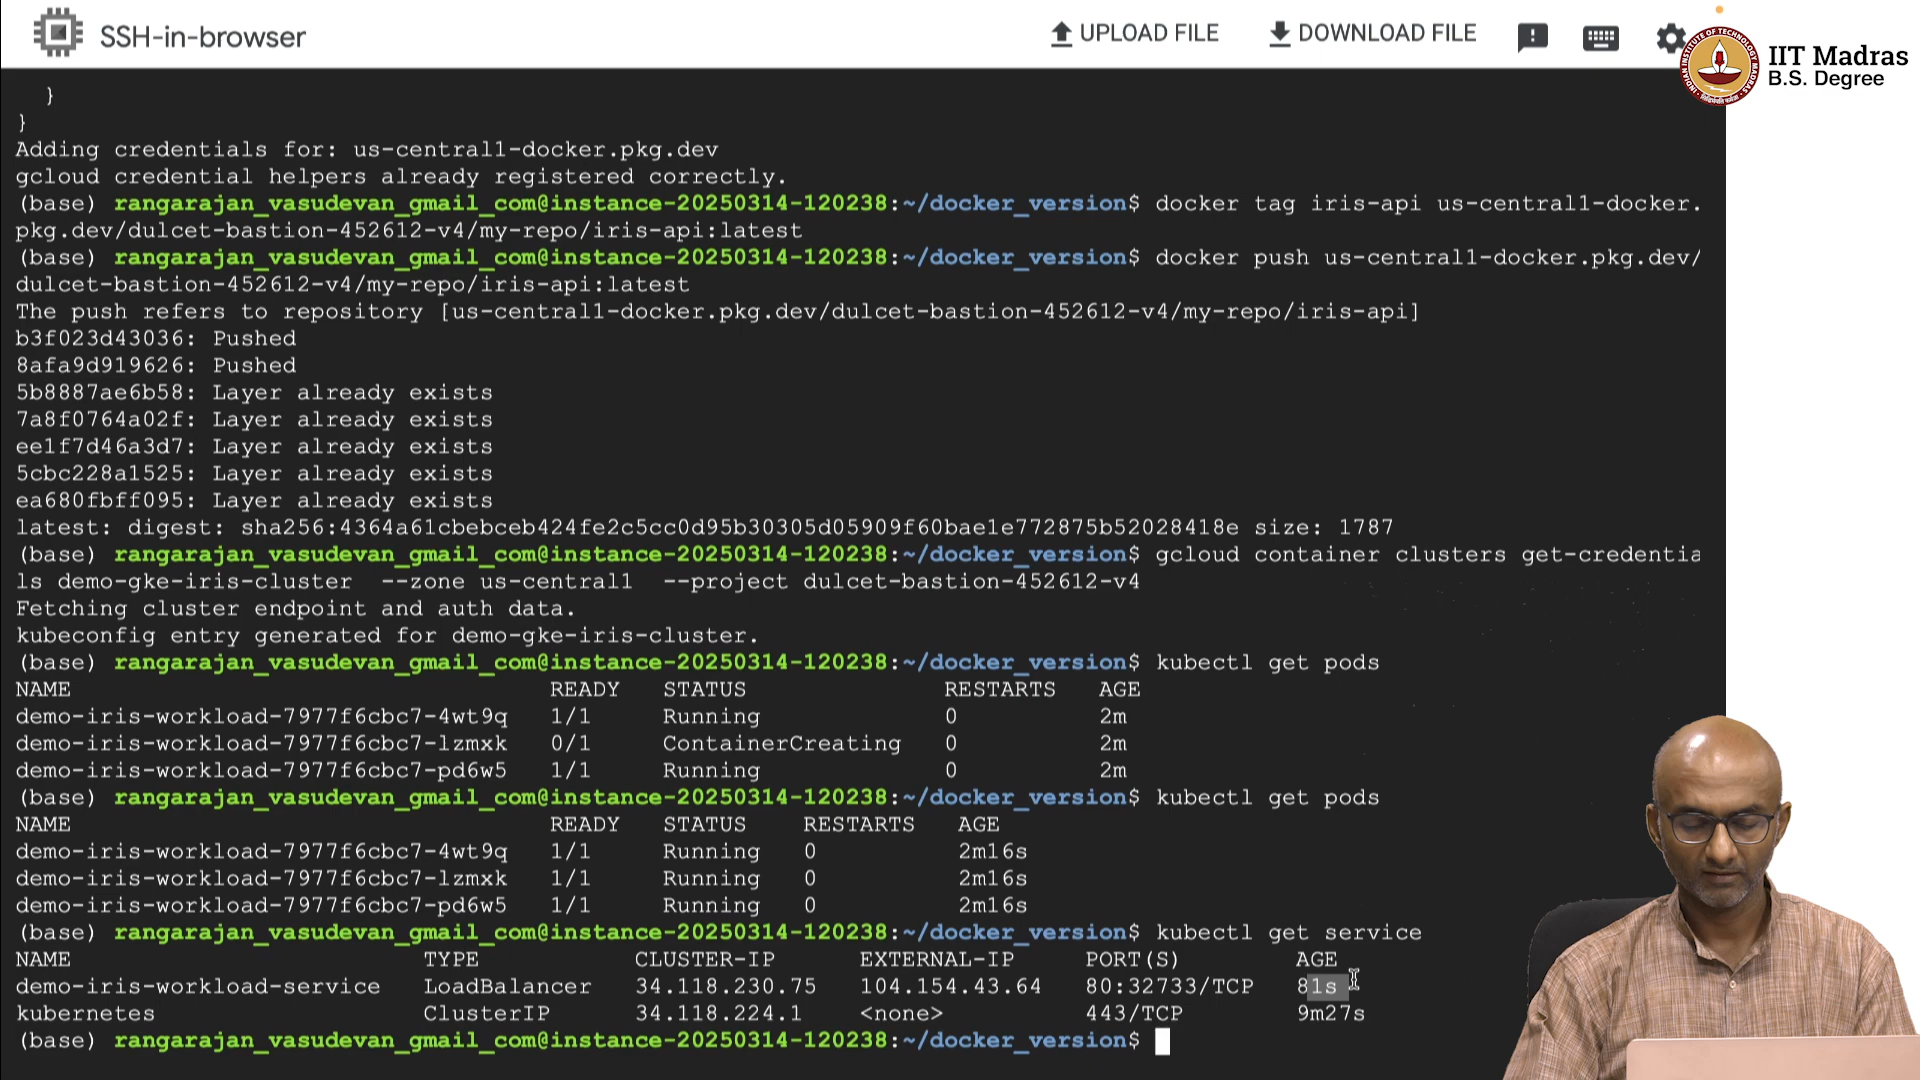 SSH-in-browser
UPLOAD FILE
DOWNLOAD FILE
IIT Madras
B.S. Degree
}
}
Adding credentials for: us-central1-docker.pkg.dev
gcloud credential helpers already registered correctly.
(base) rangarajan_vasudevan_gmail_com@instance-20250314-120238:~/docker_version$ docker tag iris-api us-central1-docker.
pkg.dev/dulcet-bastion-452612-v4/my-repo/iris-api:latest
(base) rangarajan_vasudevan_gmail_com@instance-20250314-120238:~/docker_version$ docker push us-central1-docker.pkg.dev/
dulcet-bastion-452612-v4/my-repo/iris-api:latest
The push refers to repository [us-central1-docker.pkg.dev/dulcet-bastion-452612-v4/my-repo/iris-api]
b3f023d43036: Pushed
8afa9d919626: Pushed
5b8887ae6b58: Layer already exists
7a8f0764a02f: Layer already exists
ee1f7d46a3d7: Layer already exists
5cbc228a1525: Layer already exists
ea680fbff095: Layer already exists
latest: digest: sha256:4364a61cbebceb424fe2c5cc0d95b30305d05909f60bae1e772875b52028418e size: 1787
(base) rangarajan_vasudevan_gmail_com@instance-20250314-120238:~/docker_version$ gcloud container clusters get-credentia
ls demo-gke-iris-cluster --zone us-central1 --project dulcet-bastion-452612-v4
Fetching cluster endpoint and auth data.
kubeconfig entry generated for demo-gke-iris-cluster.
(base) rangarajan_vasudevan_gmail_com@instance-20250314-120238:~/docker_version$ kubectl get pods
NAME READY STATUS RESTARTS AGE
demo-iris-workload-7977f6cbc7-4wt9q 1/1 Running 0 2m
demo-iris-workload-7977f6cbc7-lzmxk 0/1 ContainerCreating 0 2m
demo-iris-workload-7977f6cbc7-pd6w5 1/1 Running 0 2m
(base) rangarajan_vasudevan_gmail_com@instance-20250314-120238:~/docker_version$ kubectl get pods
NAME READY STATUS RESTARTS AGE
demo-iris-workload-7977f6cbc7-4wt9q 1/1 Running 0 2m16s
demo-iris-workload-7977f6cbc7-lzmxk 1/1 Running 0 2m16s
demo-iris-workload-7977f6cbc7-pd6w5 1/1 Running 0 2m16s
(base) rangarajan_vasudevan_gmail_com@instance-20250314-120238:~/docker_version$ kubectl get service
NAME TYPE CLUSTER-IP EXTERNAL-IP PORT(S) AGE
demo-iris-workload-service LoadBalancer 34.118.230.75 104.154.43.64 80:32733/TCP 81s
kubernetes ClusterIP 34.118.224.1 <none> 443/TCP 9m27s
(base) rangarajan_vasudevan_gmail_com@instance-20250314-120238:~/docker_version$